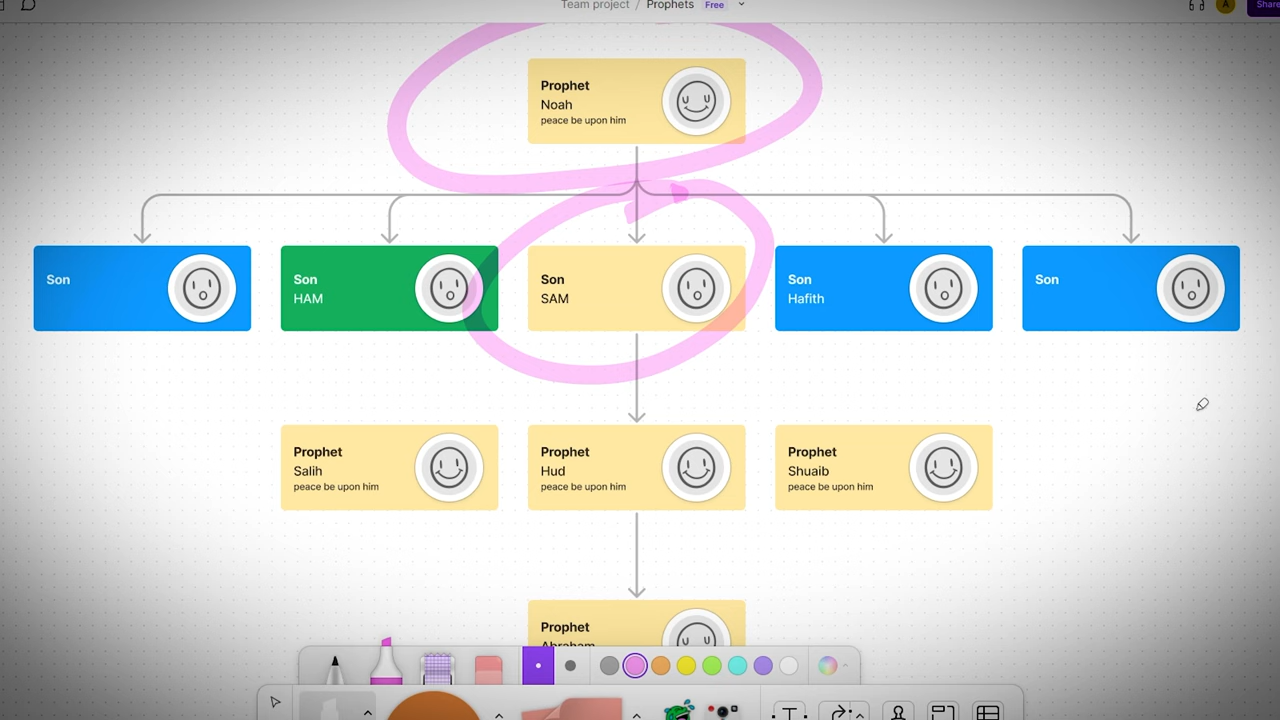 Team project / Prophets Free
Share
Prophet
Noah
peace be upon him
Son
Son
HAM
Son
SAM
Son
Hafith
Son
Prophet
Salih
peace be upon him
Prophet
Hud
peace be upon him
Prophet
Shuaib
peace be upon him
Prophet
Abraham
A
T